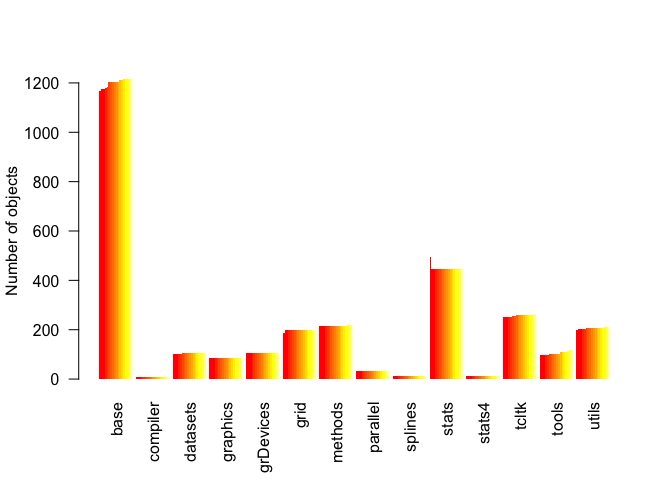 Number of objects
1200
1000
800
600
400
200
0
base
compiler
datasets
graphics
grDevices
grid
methods
parallel
splines
stats
stats4
tcltk
tools
utils